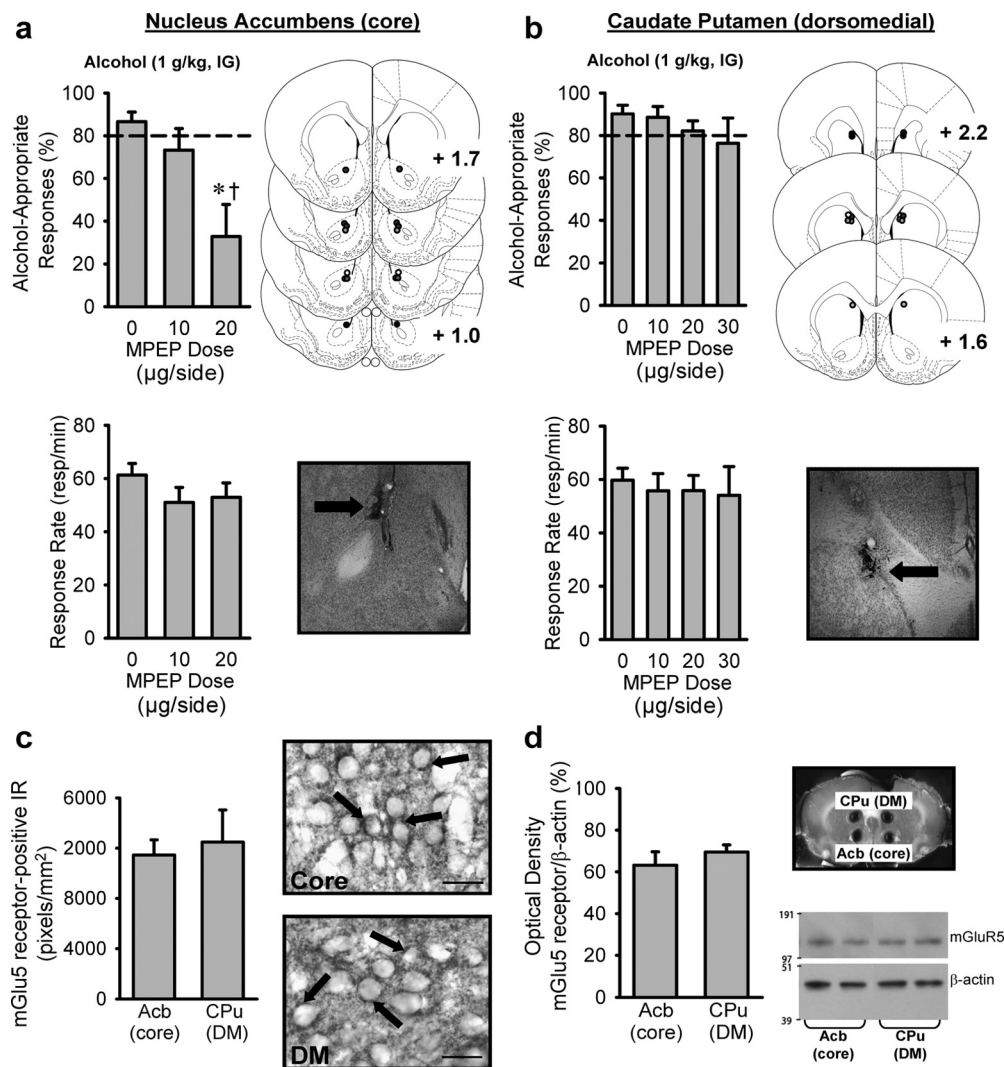 a
Nucleus Accumbens (core)
Alcohol (1 g/kg, IG)
Alcohol-Appropriate
Responses (%)
100
80
40
0
*†
0 10 20
MPEP Dose
(µg/side)
+ 1.7
+ 1.0
b
Caudate Putamen (dorsomedial)
Alcohol (1 g/kg, IG)
Alcohol-Appropriate
Responses (%)
100
80
40
0
0 10 20 30
MPEP Dose
(µg/side)
+ 2.2
+ 1.6
Response Rate (resp/min)
80
60
40
20
0
0 10 20
MPEP Dose
(µg/side)
Response Rate (resp/min)
80
60
40
20
0
0 10 20 30
MPEP Dose
(µg/side)
c
mGlu5 receptor-positive IR
(pixels/mm²)
6000
2000
4000
0
Acb
(core)
CPu
(DM)
Core
DM
d
Optical Density
mGlu5 receptor/β-actin (%)
100
80
60
40
20
0
Acb
(core)
CPu
(DM)
CPu (DM)
Acb (core)
191
97
mGluR5
51
39
β-actin
Acb
(core)
CPu
(DM)